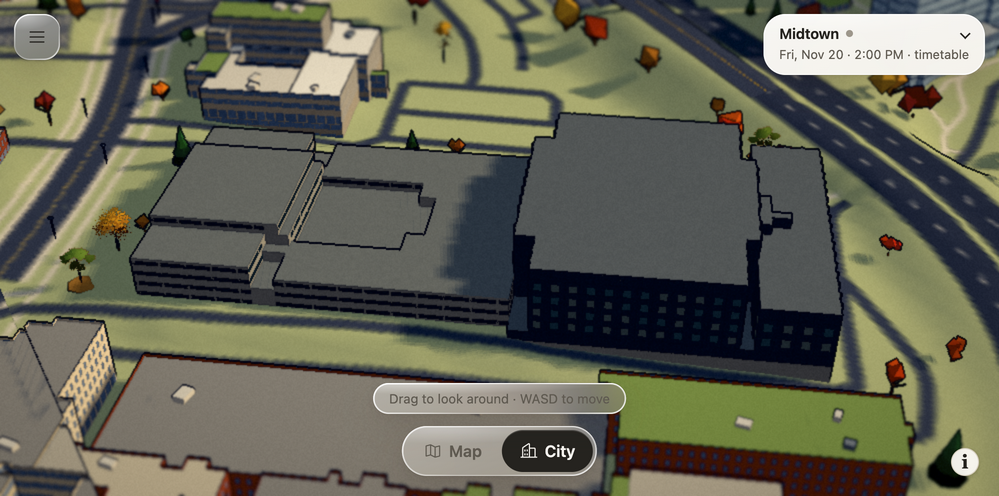 Midtown
Fri, Nov 20 · 2:00 PM · timetable
Drag to look around · WASD to move
Map
City
i